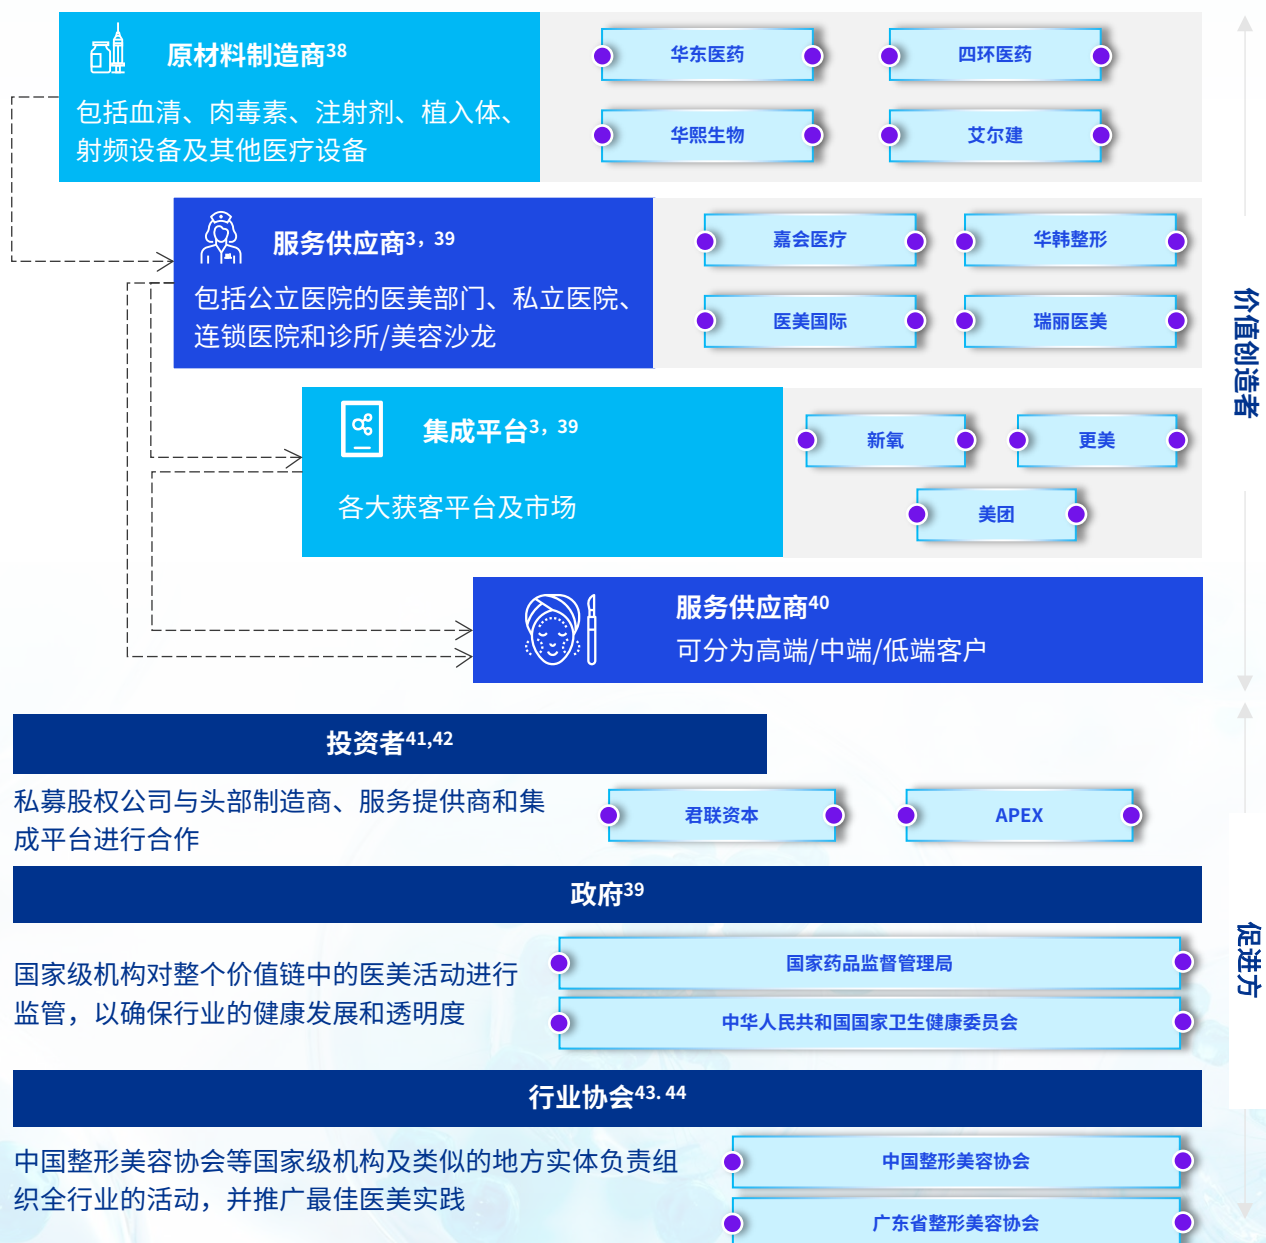 原材料制造商38
包括血清、肉毒素、注射剂、植入体、
射频设备及其他医疗设备
华东医药
四环医药
华熙生物
艾尔建
服务供应商3，39
包括公立医院的医美部门、私立医院、
连锁医院和诊所/美容沙龙
嘉会医疗
华韩整形
医美国际
瑞丽医美
集成平台3，39
各大获客平台及市场
新氧
更美
美团
服务供应商40
可分为高端/中端/低端客户
价值创造者
投资者41,42
私募股权公司与头部制造商、服务提供商和集
成平台进行合作
君联资本
APEX
政府39
国家级机构对整个价值链中的医美活动进行
监管，以确保行业的健康发展和透明度
国家药品监督管理局
中华人民共和国国家卫生健康委员会
行业协会43. 44
中国整形美容协会等国家级机构及类似的地方实体负责组
织全行业的活动，并推广最佳医美实践
中国整形美容协会
广东省整形美容协会
促进方